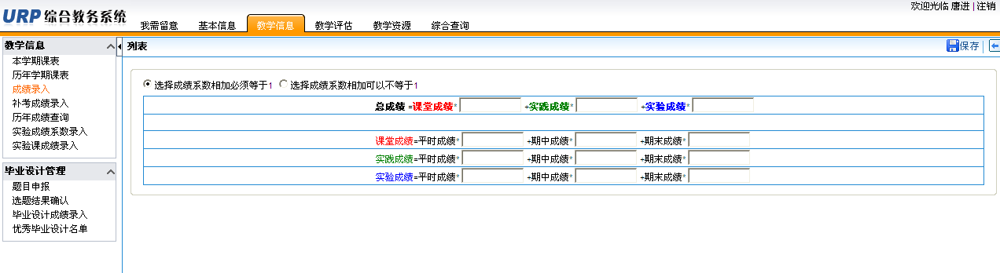 欢迎光临 唐进 | 注销
URP 综合教务系统
我需留意 基本信息 教学信息 教学评估 教学资源 综合查询
教学信息
本学期课表
历年学期课表
成绩录入
补考成绩录入
历年成绩查询
实验成绩系数录入
实验课成绩录入
毕业设计管理
题目申报
选题结果确认
毕业设计成绩录入
优秀毕业设计名单
列表 保存
选择成绩系数相加必须等于1 选择成绩系数相加可以不等于1
总成绩 =课堂成绩* +实践成绩* +实验成绩*
课堂成绩=平时成绩* +期中成绩* +期末成绩*
实践成绩=平时成绩* +期中成绩* +期末成绩*
实验成绩=平时成绩* +期中成绩* +期末成绩*